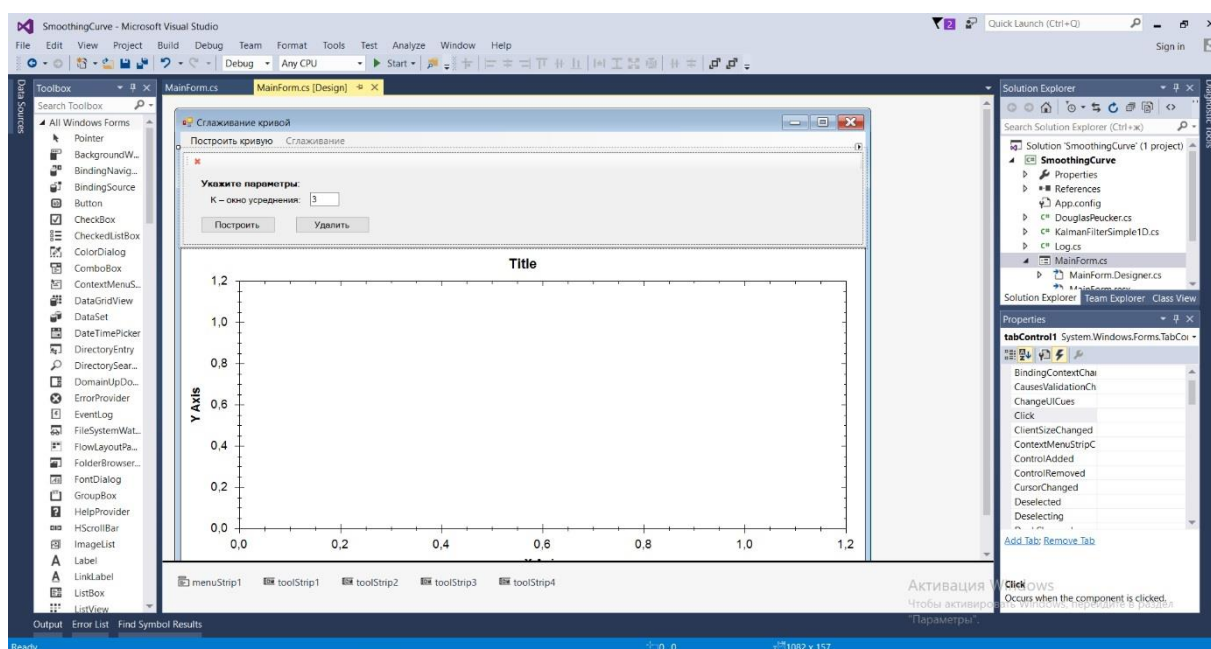 SmoothingCurve - Microsoft Visual Studio
2
Quick Launch (Ctrl+Q)
File Edit View Project Build Debug Team Format Tools Test Analyze Window Help
Sign in
Debug Any CPU Start
Data Sources
Toolbox
Search Toolbox
All Windows Forms
Pointer
BackgroundW...
BindingNavig...
BindingSource
Button
CheckBox
CheckedListBox
ColorDialog
ComboBox
ContextMenuS...
DataGridView
DataSet
DateTimePicker
DirectoryEntry
DirectorySear...
DomainUpDo...
ErrorProvider
EventLog
FileSystemWat...
FlowLayoutPa...
FolderBrowser...
FontDialog
GroupBox
HelpProvider
HScrollBar
ImageList
Label
LinkLabel
ListBox
ListView
MainForm.cs MainForm.cs [Design]
Сглаживание кривой
Построить кривую Сглаживание
Укажите параметры:
К – окно усреднения: 3
Построить Удалить
Title
Y Axis
1,2
1,0
0,8
0,6
0,4
0,2
0,0
0,0 0,2 0,4 0,6 0,8 1,0 1,2
menuStrip1 toolStrip1 toolStrip2 toolStrip3 toolStrip4
Solution Explorer
Search Solution Explorer (Ctrl+ж)
Solution 'SmoothingCurve' (1 project)
SmoothingCurve
Properties
References
App.config
DouglasPeucker.cs
KalmanFilterSimple1D.cs
Log.cs
MainForm.cs
MainForm.Designer.cs
MainForm.resx
Solution Explorer Team Explorer Class View
Diagnostic Tools
Properties
tabControl1 System.Windows.Forms.TabCo
BindingContextCha
CausesValidationCh
ChangeUICues
Click
ClientSizeChanged
ContextMenuStripC
ControlAdded
ControlRemoved
CursorChanged
Deselected
Deselecting
Add Tab; Remove Tab
Click
Occurs when the component is clicked.
Активация Windows
Чтобы активировать Windows, перейдите в раздел
"Параметры".
Output Error List Find Symbol Results
Ready
0, 0
1082 x 157